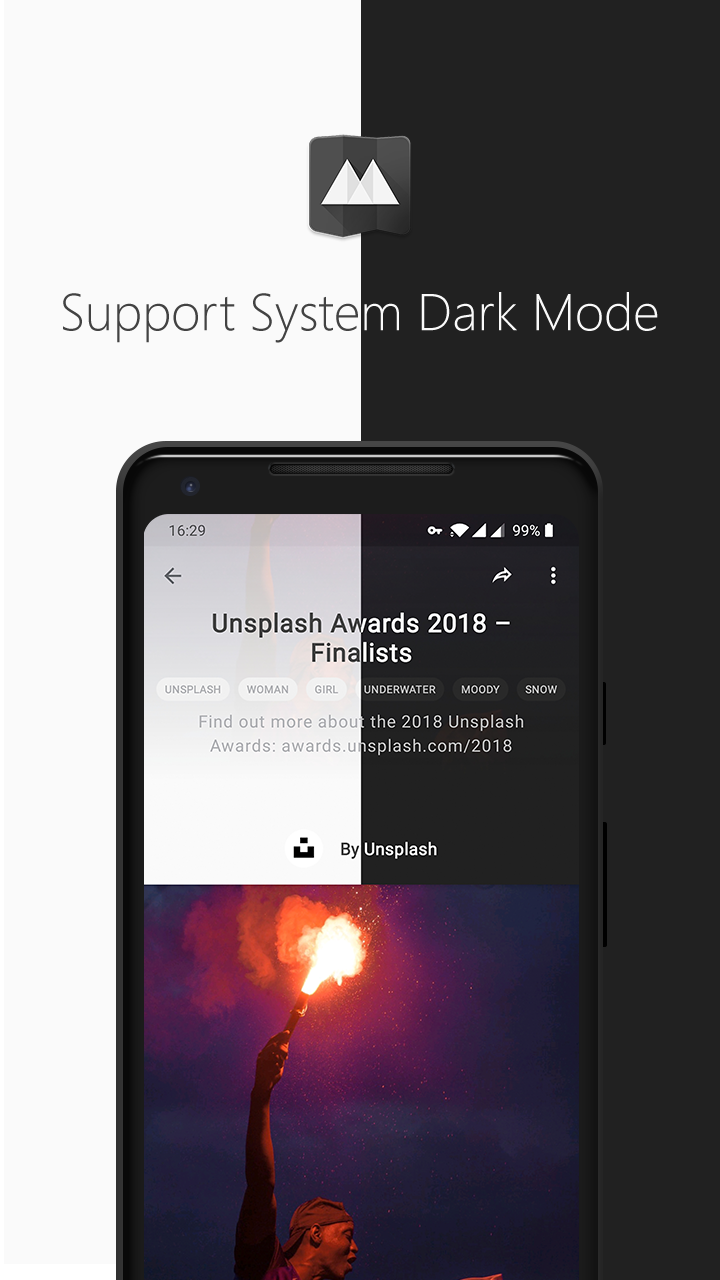 Support System Dark Mode
16:29 99%
Unsplash Awards 2018 –
Finalists
UNSPLASH WOMAN GIRL UNDERWATER MOODY SNOW
Find out more about the 2018 Unsplash
Awards: awards.unsplash.com/2018
By Unsplash